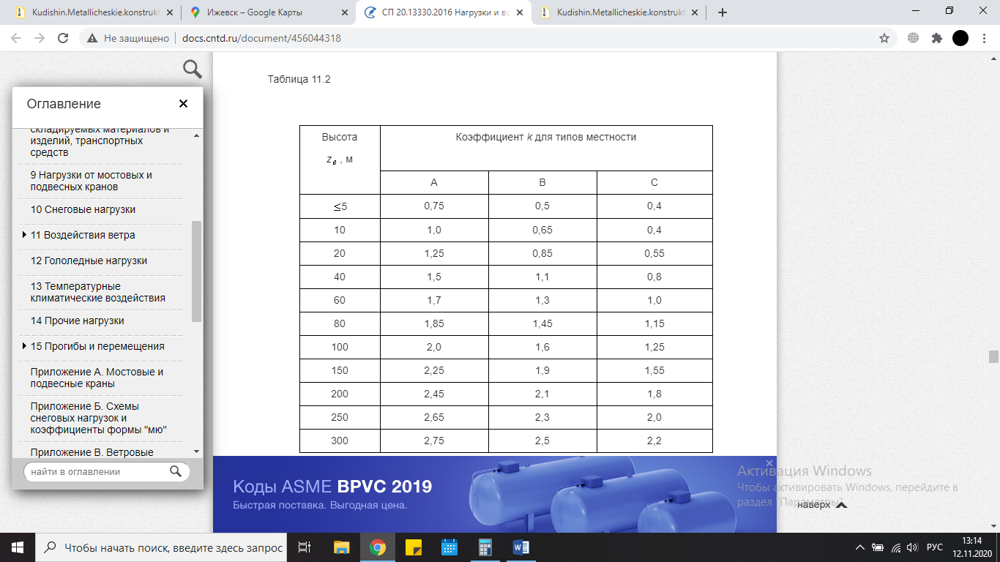 Kudishin.Metallicheskie.konstrukt
Ижевск – Google Карты
СП 20.13330.2016 Нагрузки и во
Kudishin.Metallicheskie.konstrukt
Не защищено
docs.cntd.ru/document/456044318
Оглавление
складируемых материалов и
изделий, транспортных
средств
9 Нагрузки от мостовых и
подвесных кранов
10 Снеговые нагрузки
11 Воздействия ветра
12 Гололедные нагрузки
13 Температурные
климатические воздействия
14 Прочие нагрузки
15 Прогибы и перемещения
Приложение А. Мостовые и
подвесные краны
Приложение Б. Схемы
снеговых нагрузок и
коэффициенты формы "мю"
Приложение В. Ветровые
найти в оглавлении
Таблица 11.2
Высота
z e , м
Коэффициент k для типов местности
А В С
≤5 0,75 0,5 0,4
10 1,0 0,65 0,4
20 1,25 0,85 0,55
40 1,5 1,1 0,8
60 1,7 1,3 1,0
80 1,85 1,45 1,15
100 2,0 1,6 1,25
150 2,25 1,9 1,55
200 2,45 2,1 1,8
250 2,65 2,3 2,0
300 2,75 2,5 2,2
Коды ASME BPVC 2019
Быстрая поставка. Выгодная цена.
Активация Windows
Чтобы активировать Windows, перейдите в
раздел "Параметры".
наверх
Чтобы начать поиск, введите здесь запрос
РУС
13:14
12.11.2020